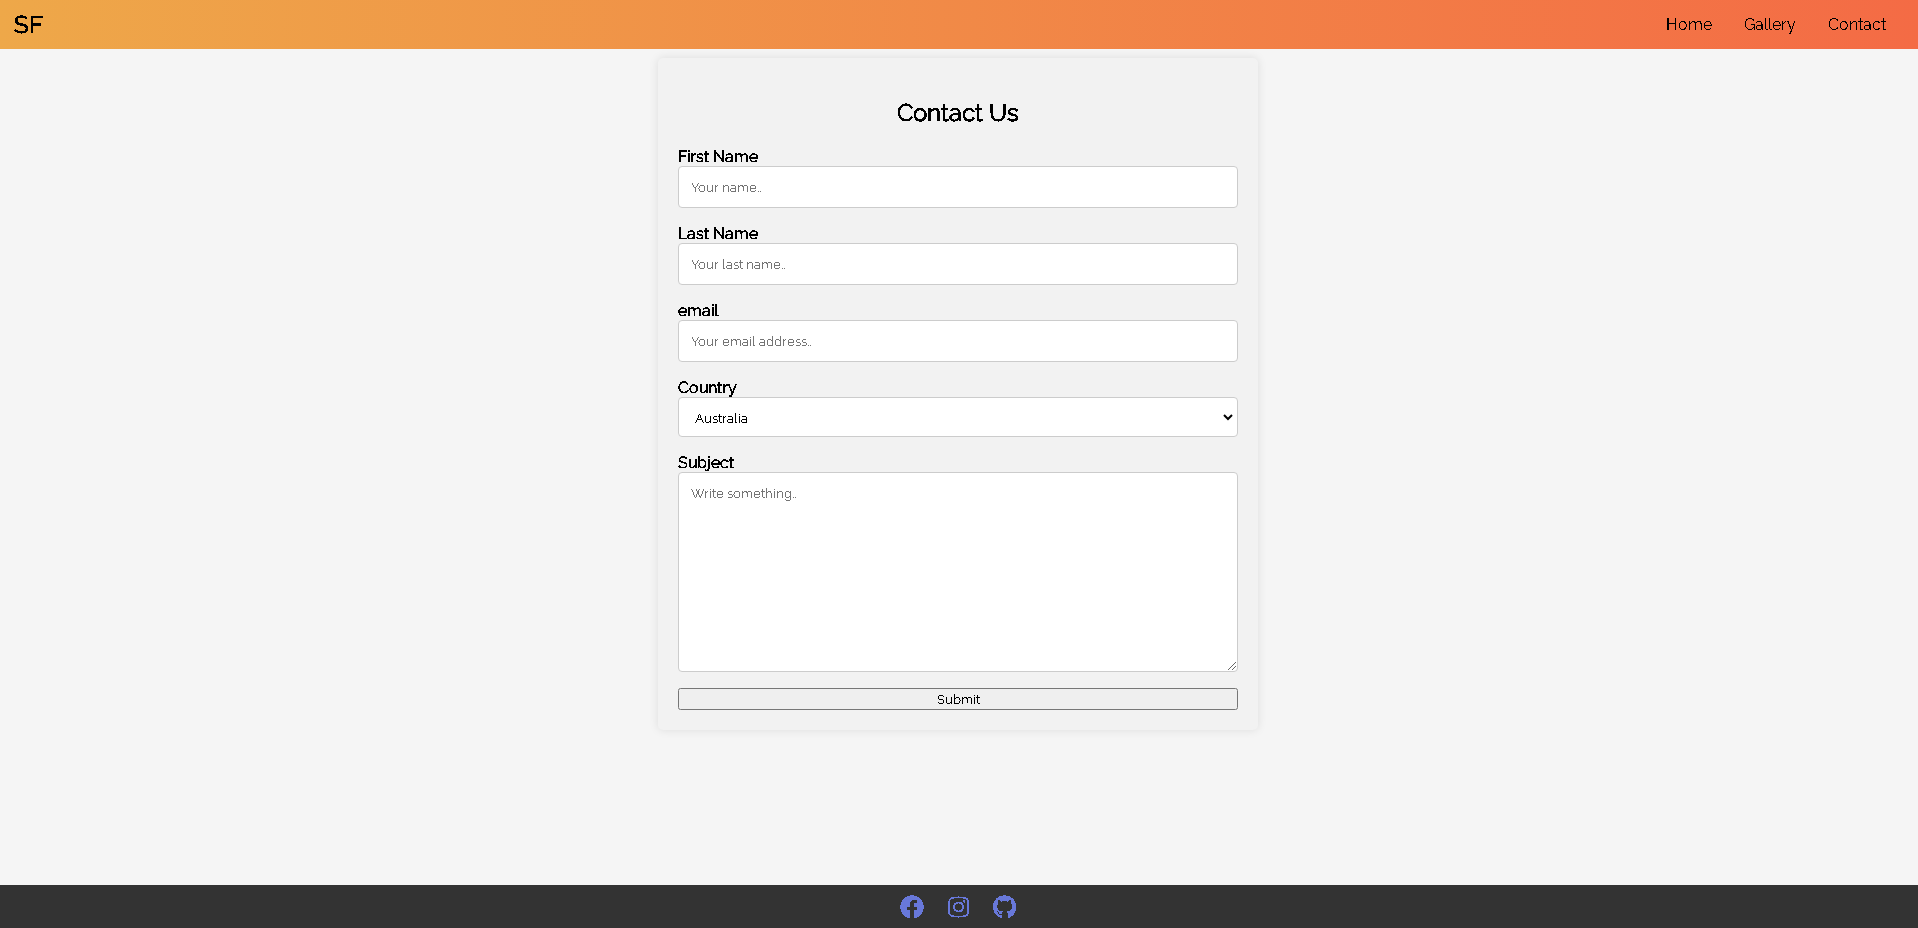 SF
Home Gallery Contact
Contact Us
First Name
Your name..
Last Name
Your last name..
email
Your email address..
Country
Australia
Subject
Write something..
Submit